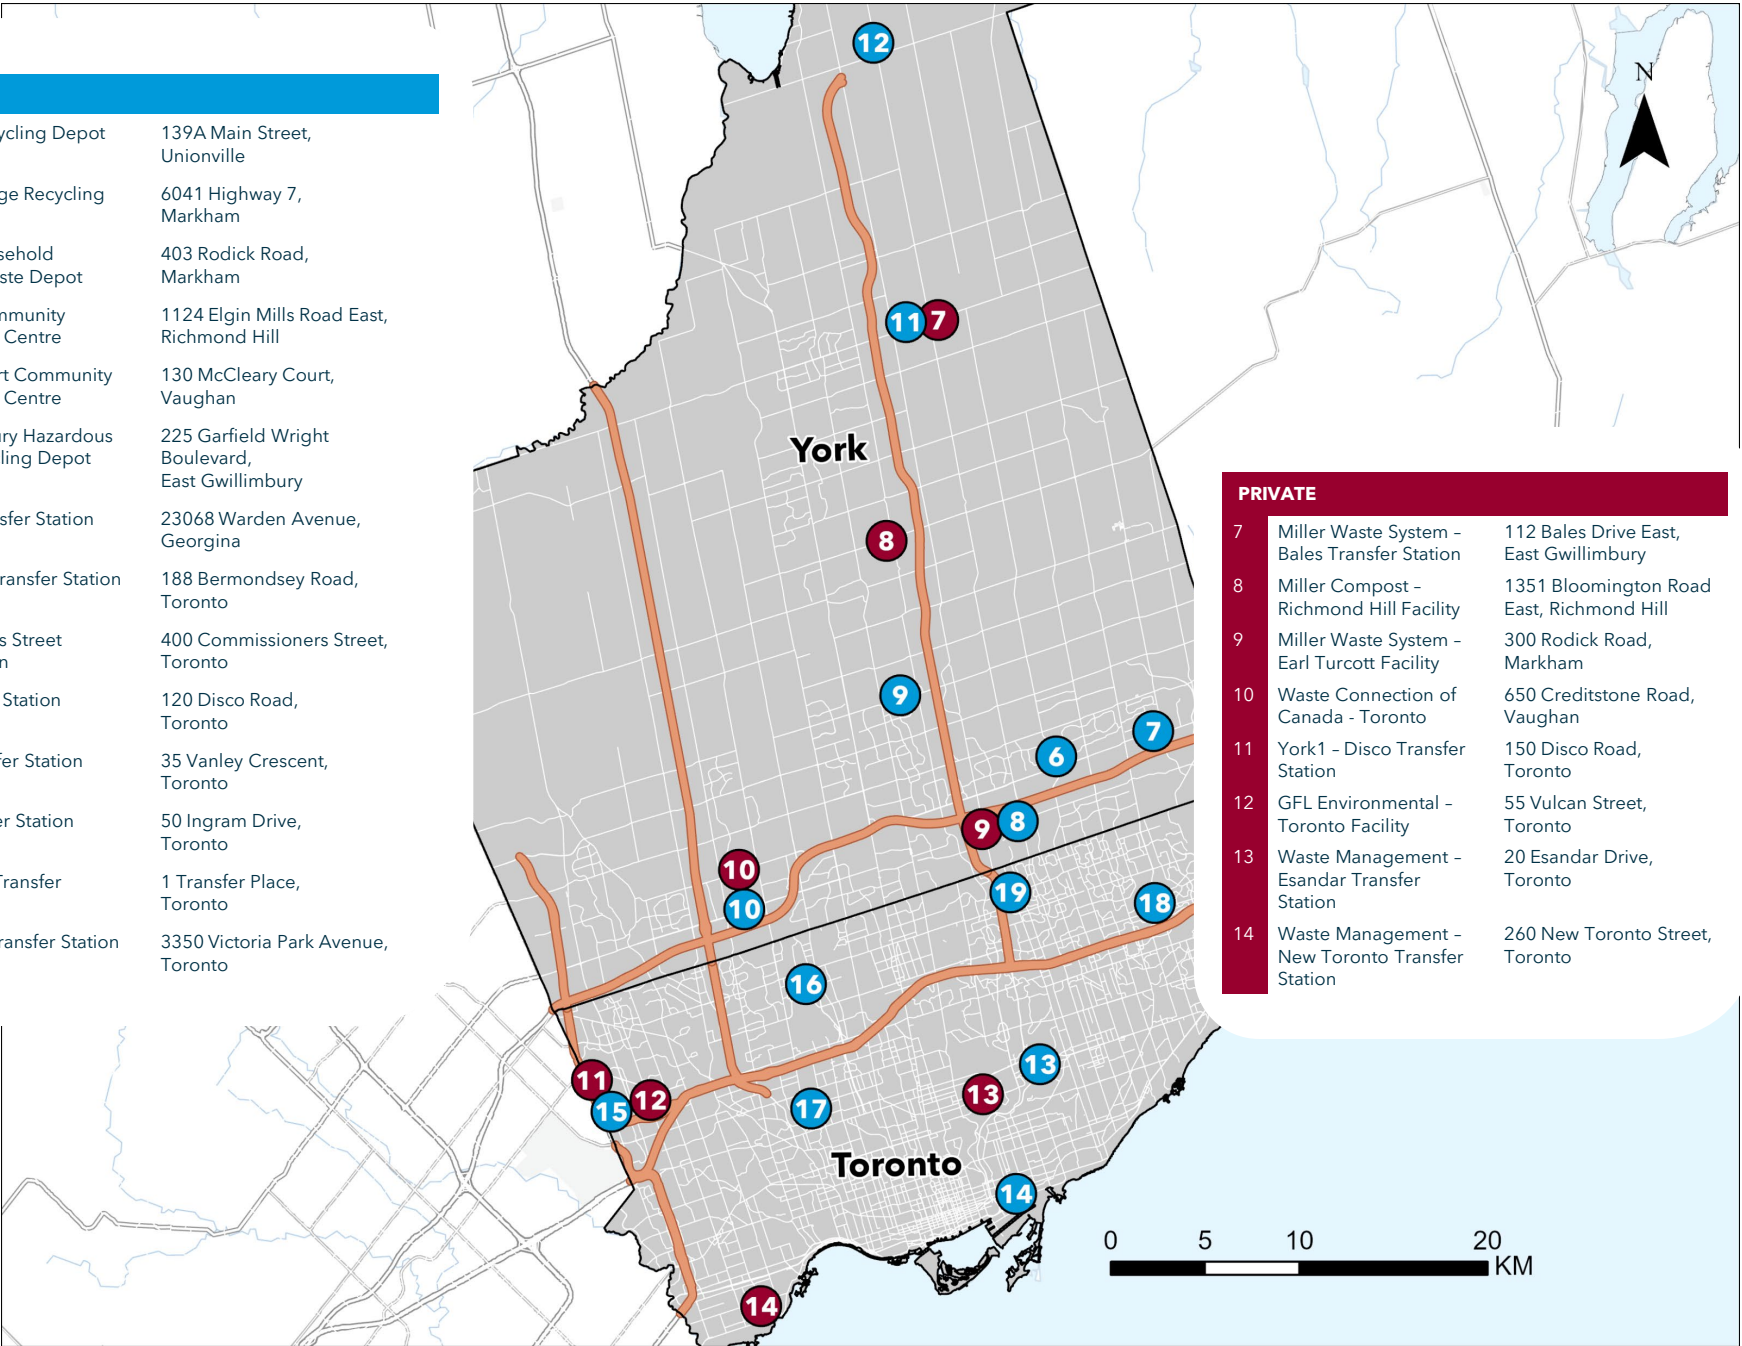 ycling Depot 139A Main Street,
Unionville
ge Recycling 6041 Highway 7,
Markham
sehold 403 Rodick Road,
ste Depot Markham
mmunity 1124 Elgin Mills Road East,
Centre Richmond Hill
rt Community 130 McCleary Court,
Centre Vaughan
ury Hazardous 225 Garfield Wright
ling Depot Boulevard,
East Gwillimbury
sfer Station 23068 Warden Avenue,
Georgina
ransfer Station 188 Bermondsey Road,
Toronto
s Street 400 Commissioners Street,
n Toronto
Station 120 Disco Road,
Toronto
fer Station 35 Vanley Crescent,
Toronto
er Station 50 Ingram Drive,
Toronto
Transfer 1 Transfer Place,
Toronto
ransfer Station 3350 Victoria Park Avenue,
Toronto
12
N
11 7
York
8
9
7
6
9 8
10
10
19
18
16
11
15
12
17
13
13
Toronto
14
14
PRIVATE
7 Miller Waste System – 112 Bales Drive East,
Bales Transfer Station East Gwillimbury
8 Miller Compost – 1351 Bloomington Road
Richmond Hill Facility East, Richmond Hill
9 Miller Waste System – 300 Rodick Road,
Earl Turcott Facility Markham
10 Waste Connection of 650 Creditstone Road,
Canada - Toronto Vaughan
11 York1 – Disco Transfer 150 Disco Road,
Station Toronto
12 GFL Environmental – 55 Vulcan Street,
Toronto Facility Toronto
13 Waste Management – 20 Esandar Drive,
Esandar Transfer Toronto
Station
14 Waste Management – 260 New Toronto Street,
New Toronto Transfer Toronto
Station
0 5 10 20
KM